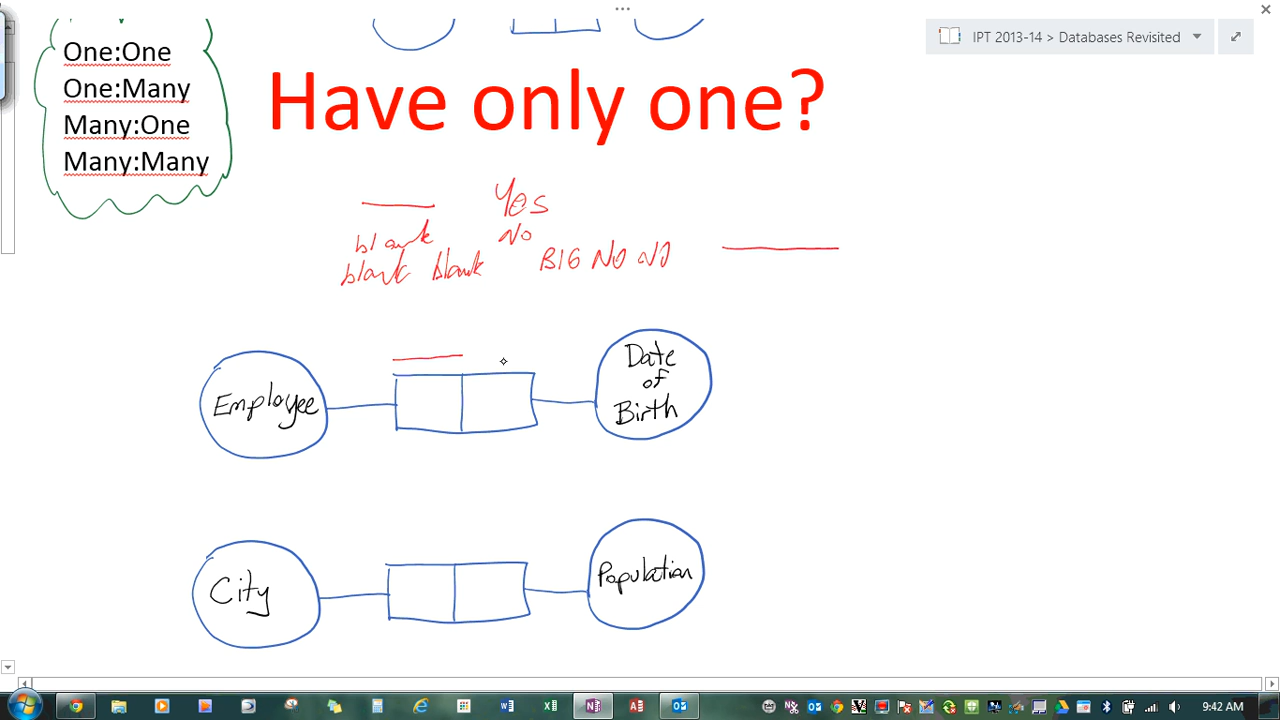 IPT 2013-14 > Databases Revisited
One:One
One:Many
Many:One
Many:Many
Have only one?
Yes
blank
No
blank blank
BIG NO NO
Employee
Date
of
Birth
City
Population
9:42 AM